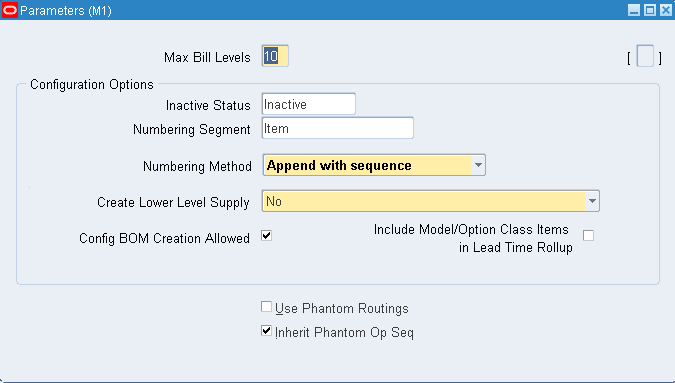 Parameters (M1)
Max Bill Levels 10 [ ]
Configuration Options
Inactive Status Inactive
Numbering Segment Item
Numbering Method Append with sequence
Create Lower Level Supply No
Config BOM Creation Allowed
Include Model/Option Class Items
in Lead Time Rollup
Use Phantom Routings
Inherit Phantom Op Seq